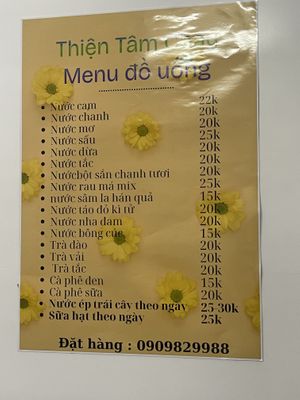 Thiện Tâm
Menu đồ uống
Nước cam 22k
Nước chanh 20k
Nước mơ 20k
Nước sấu 25k
Nước dừa 20k
Nước tắc 20k
Nướcbột sắn chanh tươi 20k
Nước rau má mix 25k
nước sâm la hán quả 15k
Nước táo đỏ kỉ tử 20k
Nước nha đam 20k
Nước bông cúc 15k
Trà đào 20k
Trà vải 20k
Trà tắc 20k
Cà phê đen 15k
Cà phê sữa 20k
Nước ép trái cây theo ngày 25-30k
Sữa hạt theo ngày 25k
Đặt hàng : 0909829988